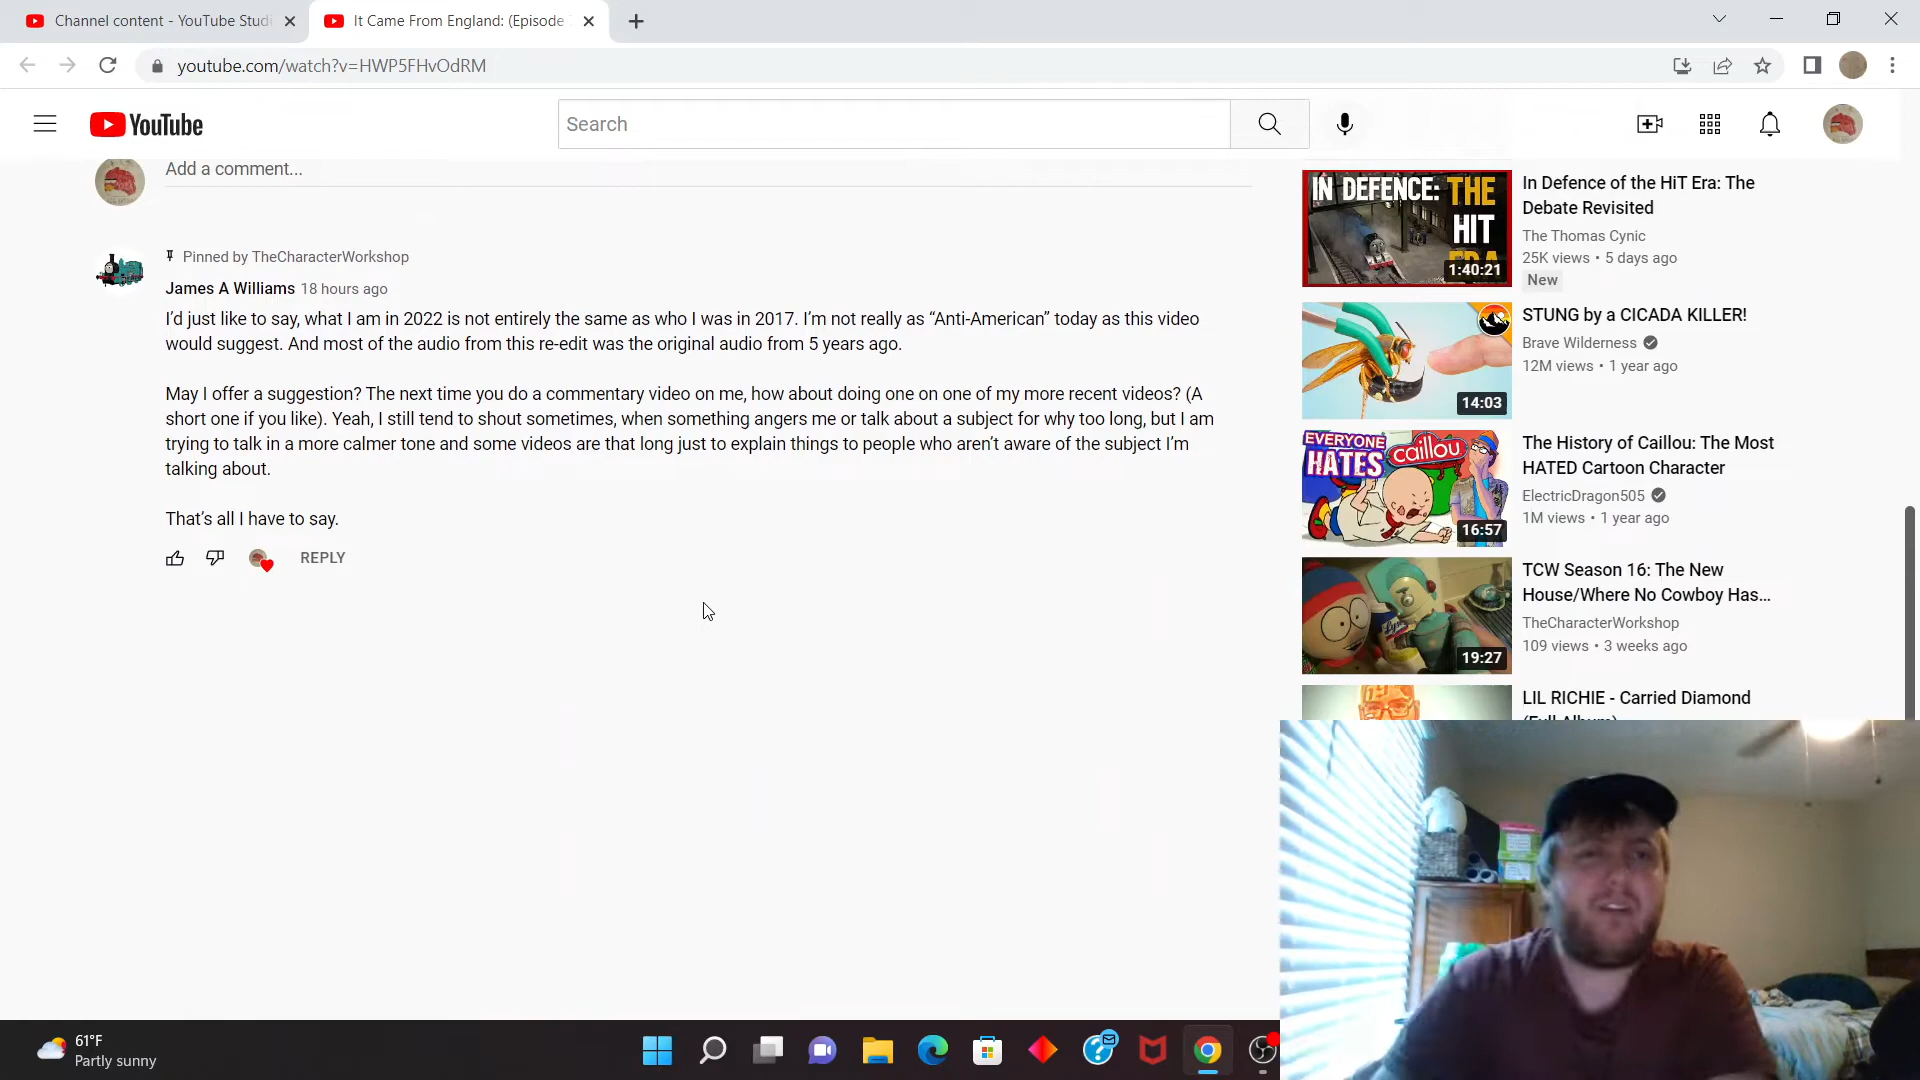 Channel content - YouTube Studi
It Came From England: (Episode
youtube.com/watch?v=HWP5FHvOdRM
YouTube
Search
Add a comment...
Pinned by TheCharacterWorkshop
James A Williams 18 hours ago
I'd just like to say, what I am in 2022 is not entirely the same as who I was in 2017. I'm not really as “Anti-American” today as this video
would suggest. And most of the audio from this re-edit was the original audio from 5 years ago.
May I offer a suggestion? The next time you do a commentary video on me, how about doing one on one of my more recent videos? (A
short one if you like). Yeah, I still tend to shout sometimes, when something angers me or talk about a subject for why too long, but I am
trying to talk in a more calmer tone and some videos are that long just to explain things to people who aren't aware of the subject I'm
talking about.
That's all I have to say.
REPLY
IN DEFENCE: THE
HIT
ERA
1:40:21
In Defence of the HiT Era: The
Debate Revisited
The Thomas Cynic
25K views • 5 days ago
New
14:03
STUNG by a CICADA KILLER!
Brave Wilderness
12M views • 1 year ago
EVERYONE
HATES
caillou
16:57
The History of Caillou: The Most
HATED Cartoon Character
ElectricDragon505
1M views • 1 year ago
19:27
TCW Season 16: The New
House/Where No Cowboy Has...
TheCharacterWorkshop
109 views • 3 weeks ago
LIL RICHIE - Carried Diamond
(Full Album)
61°F
Partly sunny